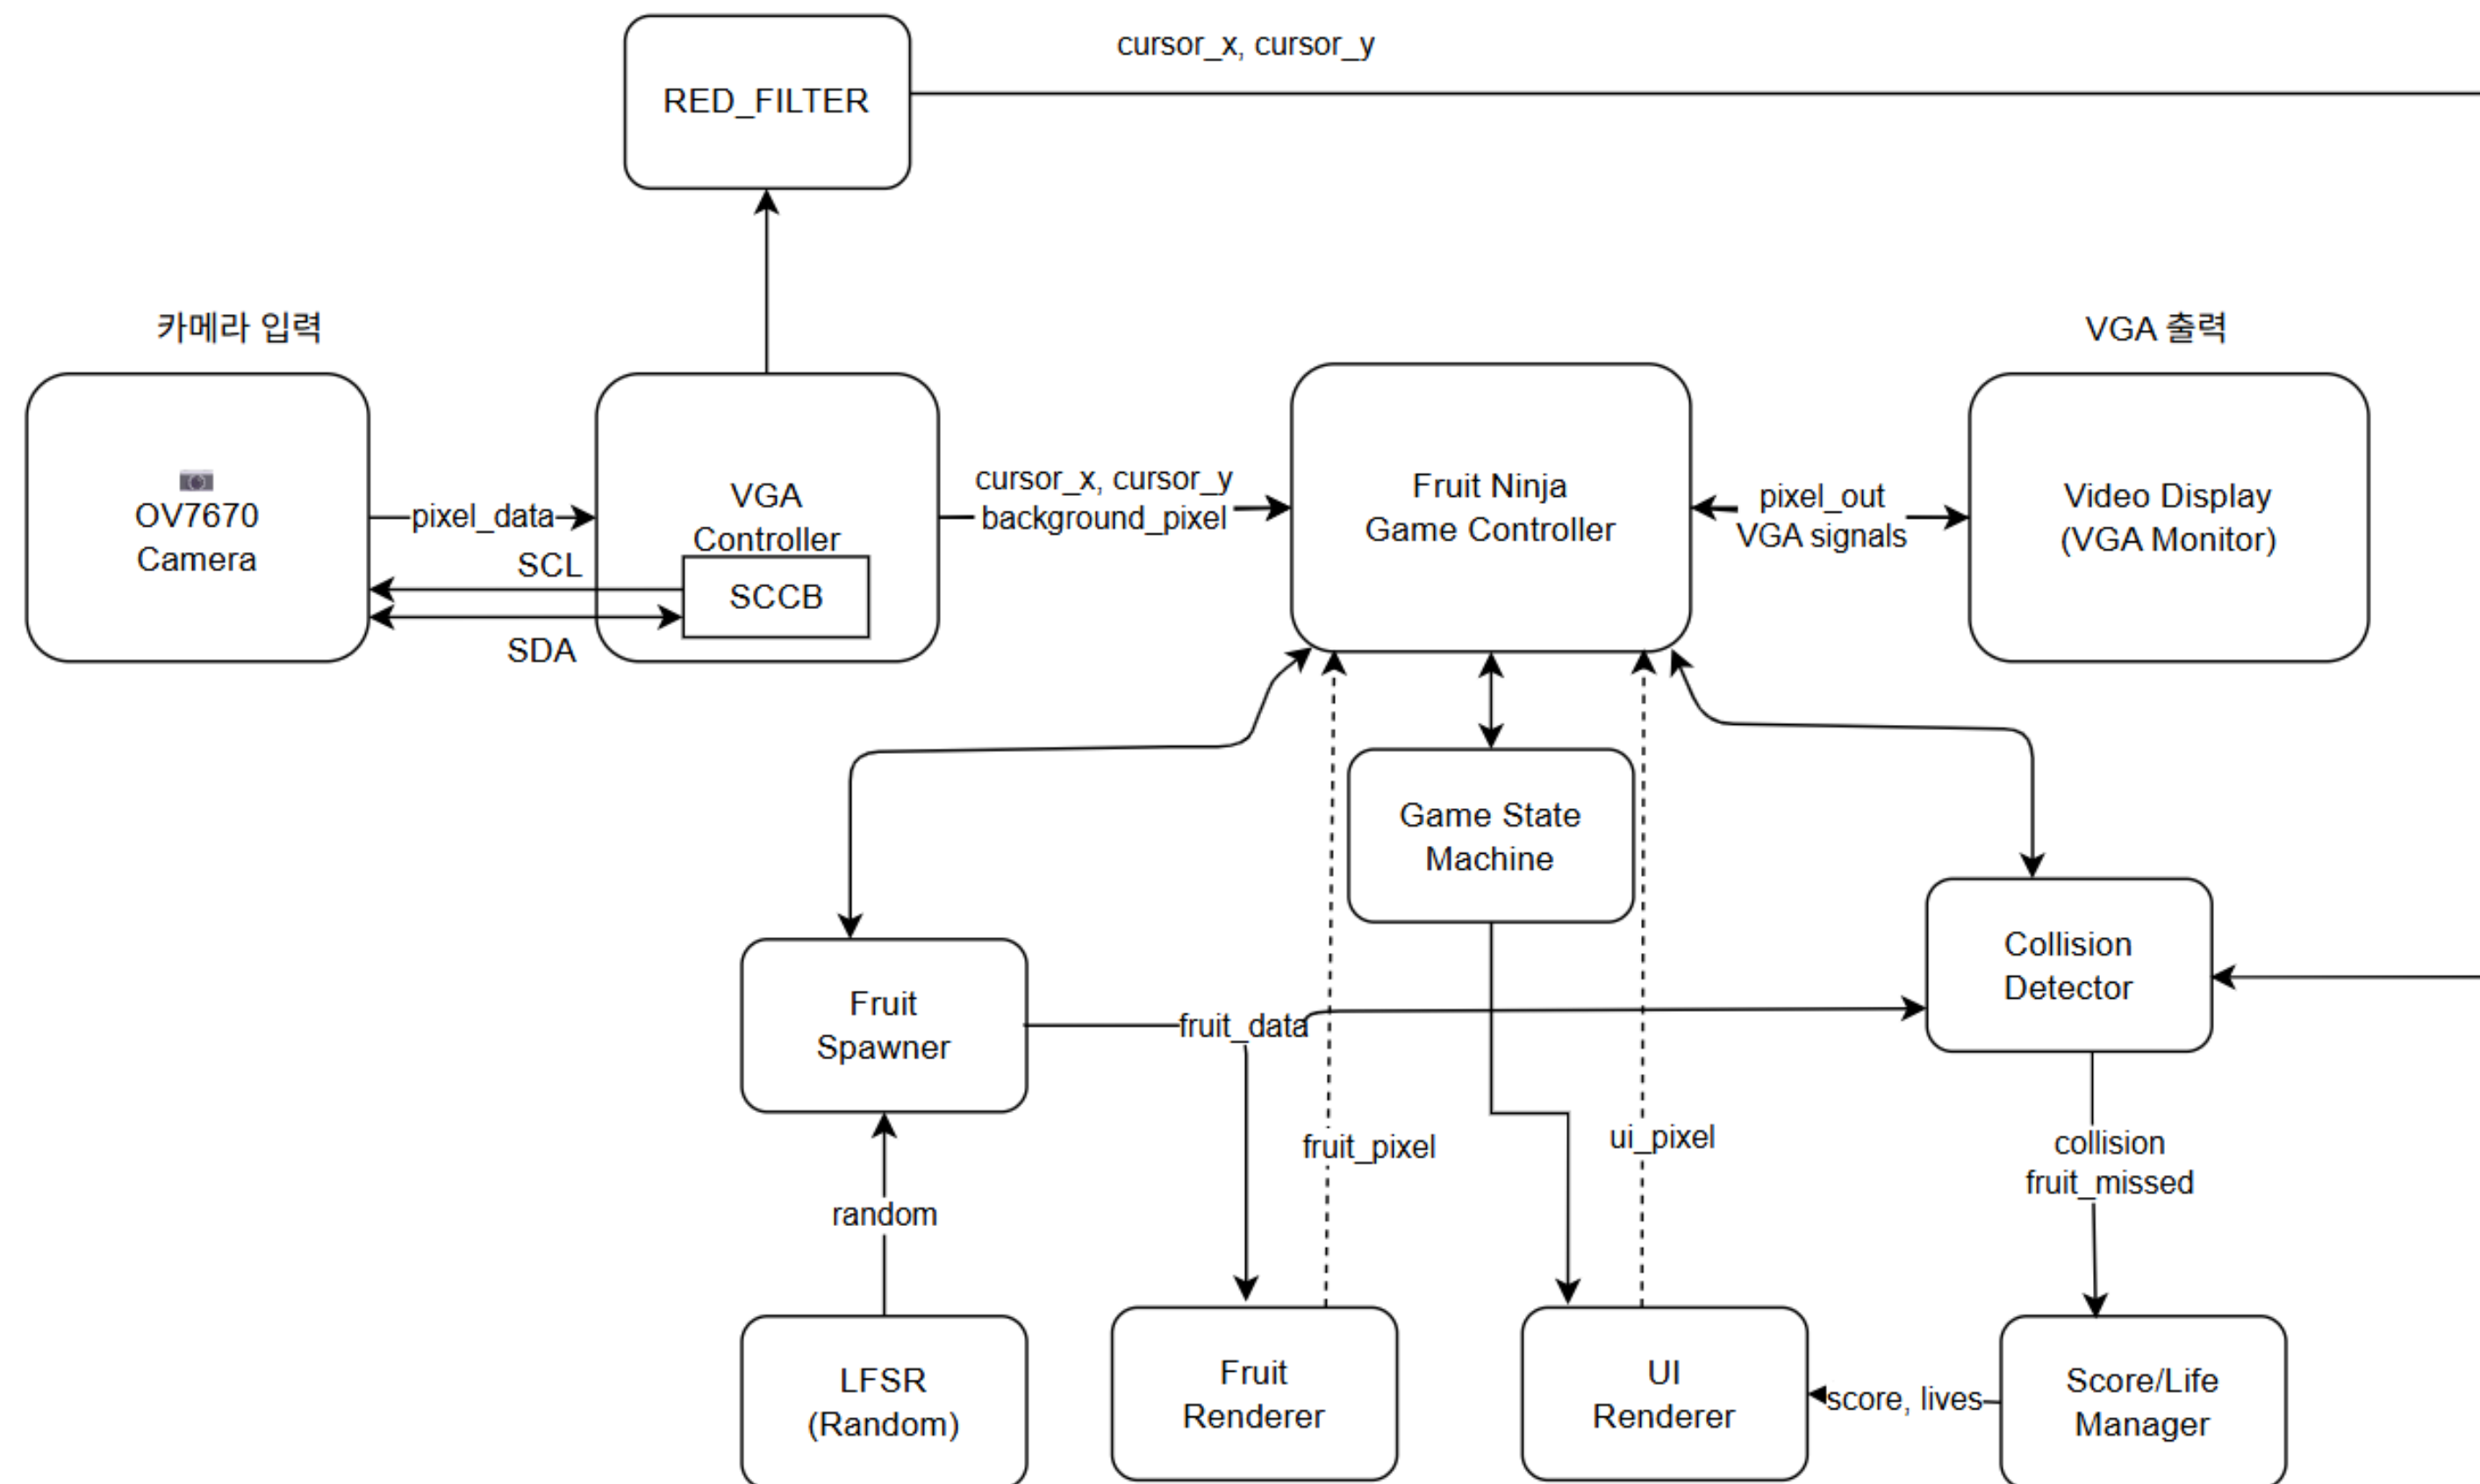 cursor_x, cursor_y
RED_FILTER
카메라 입력
VGA 출력
OV7670
Camera
pixel_data
SCL
SDA
VGA
Controller
SCCB
cursor_x, cursor_y
background_pixel
Fruit Ninja
Game Controller
pixel_out
VGA signals
Video Display
(VGA Monitor)
Game State
Machine
Collision
Detector
Fruit
Spawner
fruit_data
fruit_pixel
ui_pixel
collision
fruit_missed
random
LFSR
(Random)
Fruit
Renderer
UI
Renderer
score, lives
Score/Life
Manager